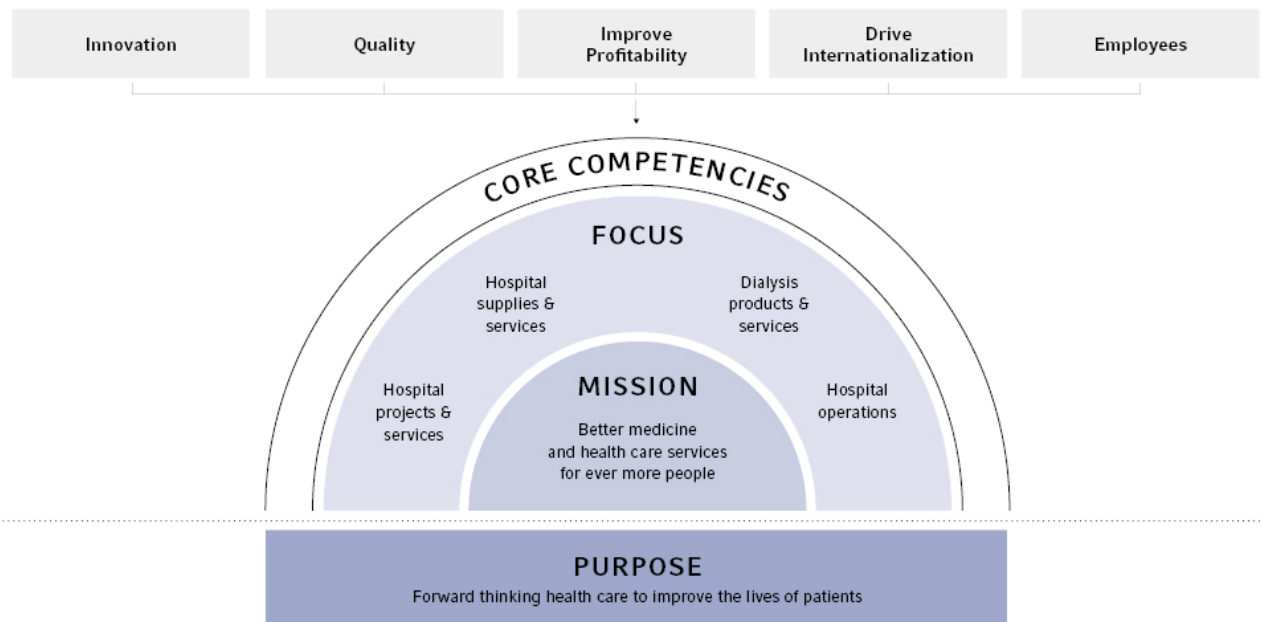 Innovation
Quality
Improve
Profitability
Drive
Internationalization
Employees
CORE COMPETENCIES
FOCUS
Hospital
supplies &
services
Dialysis
products &
services
Hospital
projects &
services
Hospital
operations
MISSION
Better medicine
and health care services
for ever more people
PURPOSE
Forward thinking health care to improve the lives of patients